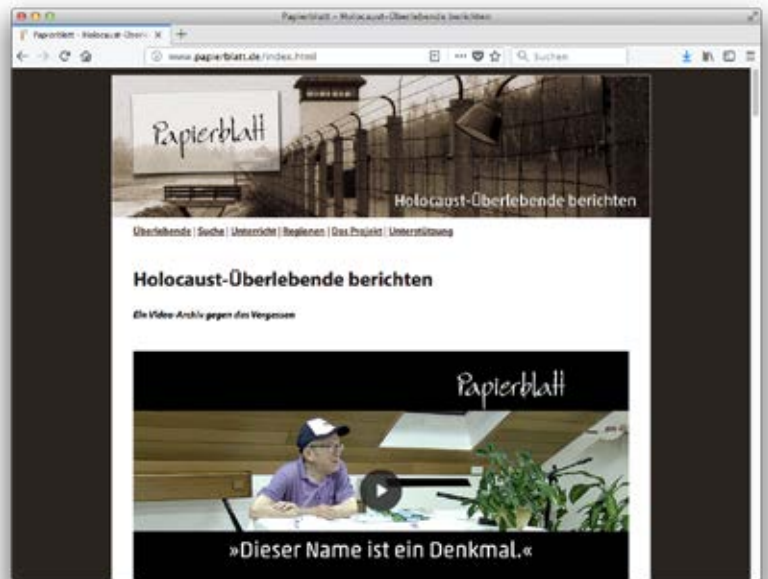 Papierblatt – Holocaust-Überlebende berichten
Papierblatt - Holocaust-Über
www.papierblatt.de/index.html
Suchen
Papierblatt
Holocaust-Überlebende berichten
Überlebende | Suche | Unterricht | Regionen | Das Projekt | Unterstützung
Holocaust-Überlebende berichten
Ein Video-Archiv gegen das Vergessen
Papierblatt
»Dieser Name ist ein Denkmal.«